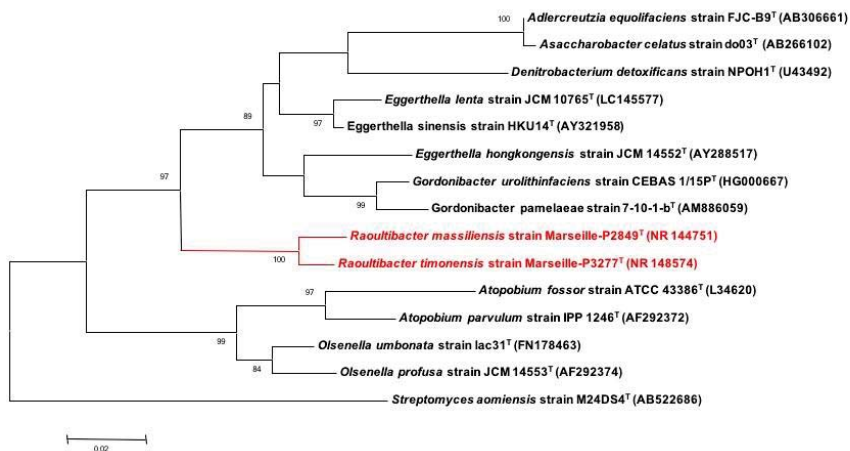 100
Adlercreutzia equolifaciens strain FJC-B9ᵀ (AB306661)
Asaccharobacter celatus strain do03ᵀ (AB266102)
Denitrobacterium detoxificans strain NPOH1ᵀ (U43492)
Eggerthella lenta strain JCM 10765ᵀ (LC145577)
89
97
Eggerthella sinensis strain HKU14ᵀ (AY321958)
Eggerthella hongkongensis strain JCM 14552ᵀ (AY288517)
97
Gordonibacter urolithinfaciens strain CEBAS 1/15Pᵀ (HG000667)
99
Gordonibacter pamelaeae strain 7-10-1-bᵀ (AM886059)
Raoultibacter massiliensis strain Marseille-P2849ᵀ (NR 144751)
100
Raoultibacter timonensis strain Marseille-P3277ᵀ (NR 148574)
97
Atopobium fossor strain ATCC 43386ᵀ (L34620)
Atopobium parvulum strain IPP 1246ᵀ (AF292372)
99
Olsenella umbonata strain lac31ᵀ (FN178463)
84
Olsenella profusa strain JCM 14553ᵀ (AF292374)
Streptomyces aomiensis strain M24DS4ᵀ (AB522686)
0.02